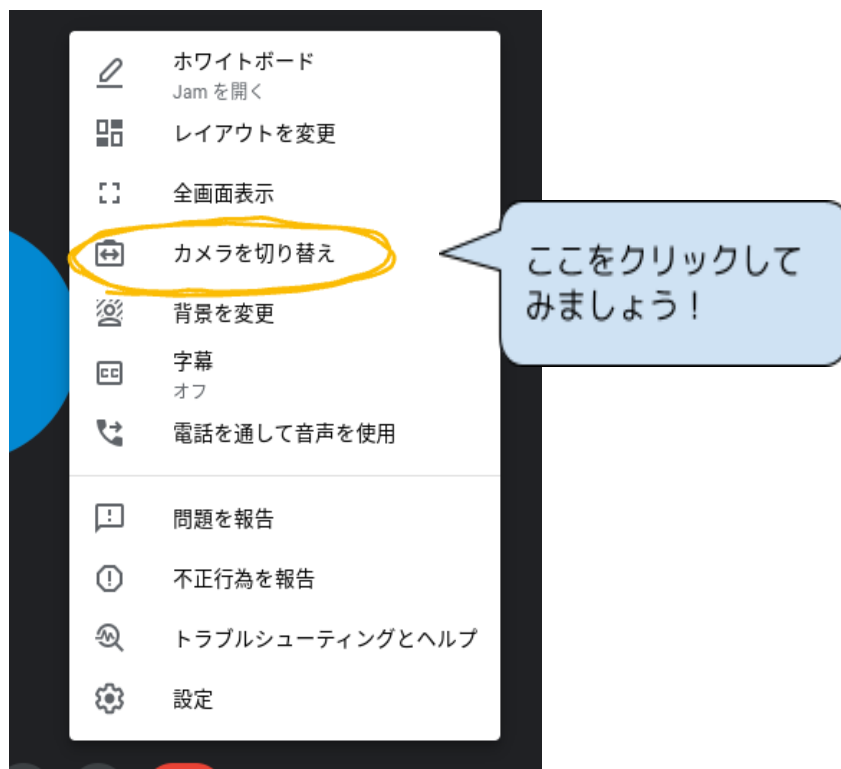 ホワイトボード
Jam を開く
レイアウトを変更
全画面表示
カメラを切り替え
ここをクリックして
みましょう！
背景を変更
字幕
オフ
電話を通して音声を使用
問題を報告
不正行為を報告
トラブルシューティングとヘルプ
設定